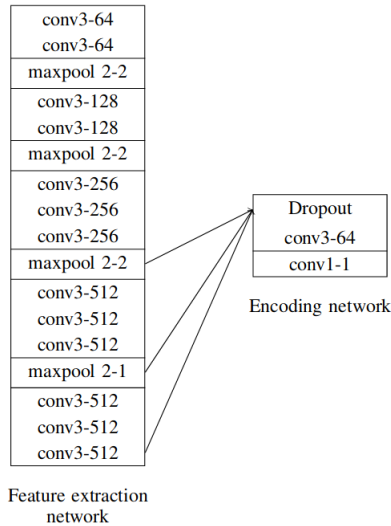 conv3-64
conv3-64
maxpool 2-2
conv3-128
conv3-128
maxpool 2-2
conv3-256
conv3-256
conv3-256
maxpool 2-2
conv3-512
conv3-512
conv3-512
maxpool 2-1
conv3-512
conv3-512
conv3-512
Feature extraction
network
Dropout
conv3-64
conv1-1
Encoding network